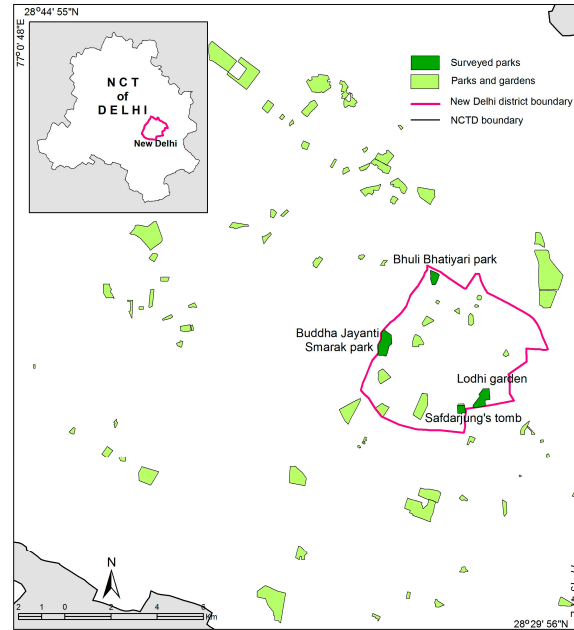 28°44' 55"N
77°0' 48"E
N C T
of
D E L H I
New Delhi
Surveyed parks
Parks and gardens
New Delhi district boundary
NCTD boundary
Bhuli Bhatiyari park
Buddha Jayanti
Smarak park
Lodhi garden
Safdarjung's tomb
N
2 1 0 2 4 6
Km
28°29' 56"N